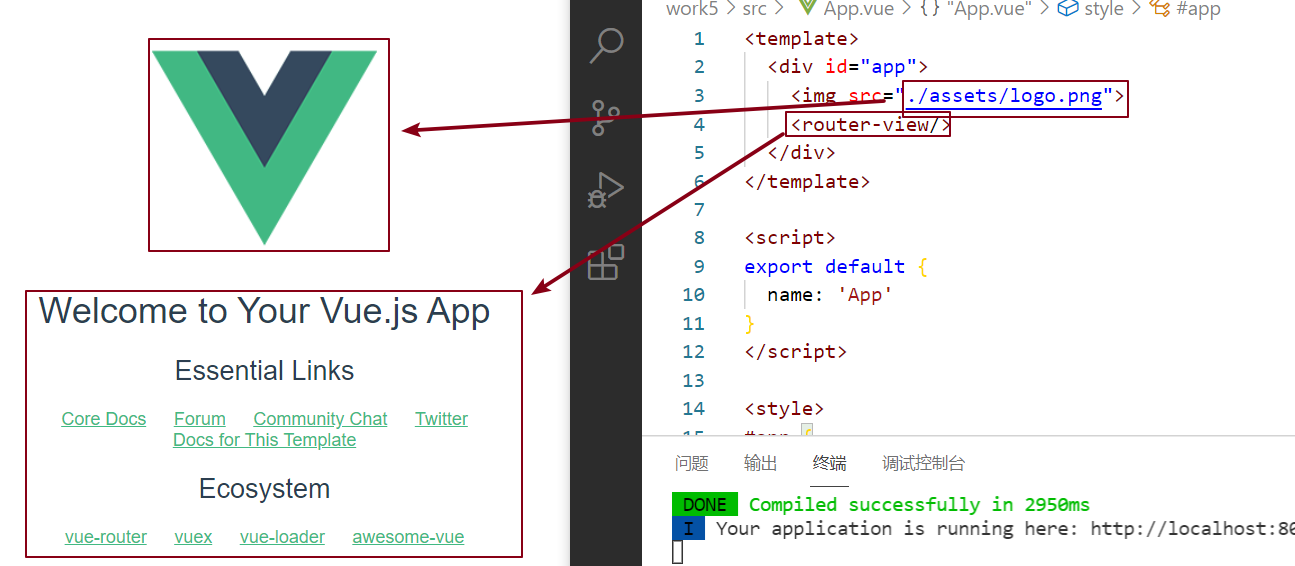 Welcome to Your Vue.js App
Essential Links
Core Docs Forum Community Chat Twitter
Docs for This Template
Ecosystem
vue-router vuex vue-loader awesome-vue
work5 > src > App.vue > {} "App.vue" > style > #app
1 <template>
2 <div id="app">
3 <img src="./assets/logo.png">
4 <router-view/>
5 </div>
6 </template>
7
8 <script>
9 export default {
10 name: 'App'
11 }
12 </script>
13
14 <style>
15 #app {
问题 输出 终端 调试控制台
DONE Compiled successfully in 2950ms
I Your application is running here: http://localhost:80